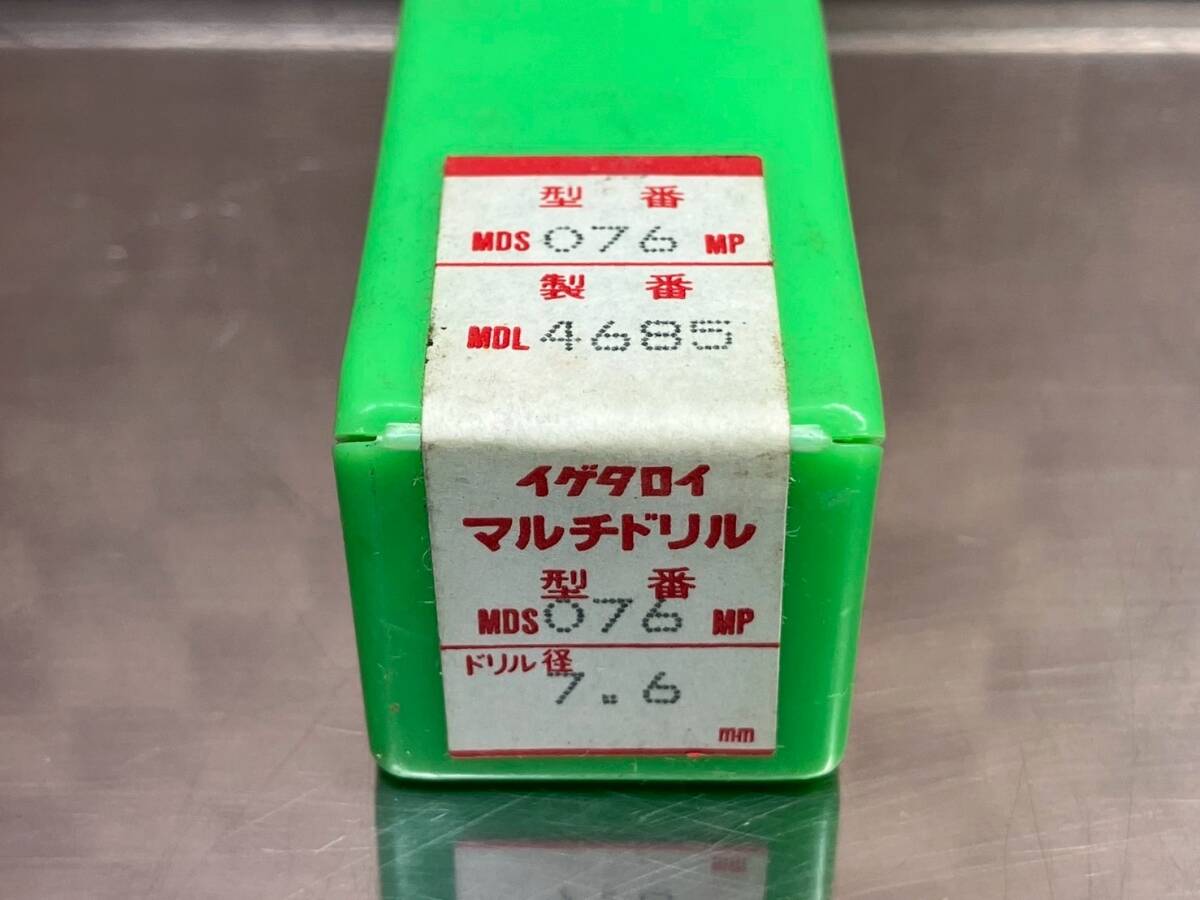 型 番
MDS 076 MP
製 番
MDL 4685
イゲタロイ
マルチドリル
型 番
MDS 076 MP
ドリル径
7.6
mm